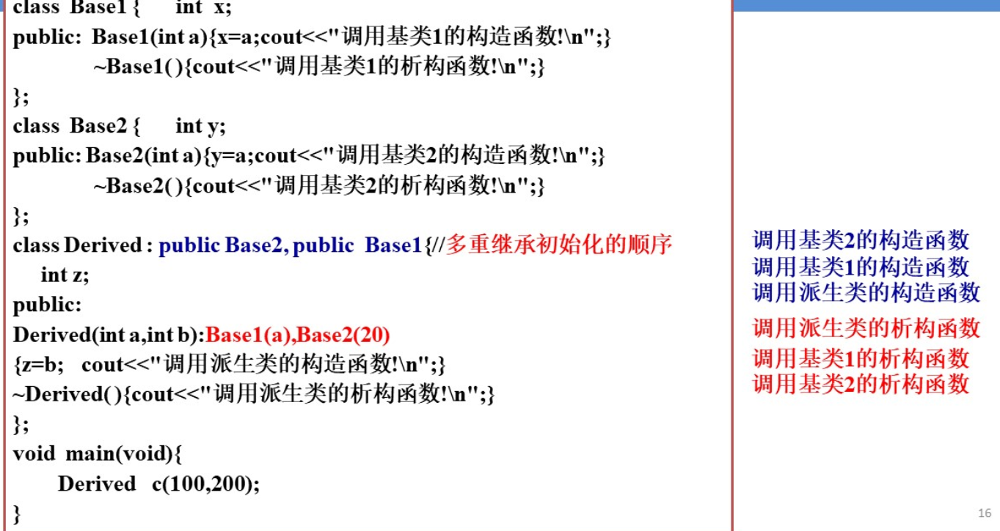 class Base1 {    int  x;
public:  Base1(int a){x=a;cout<<"调用基类1的构造函数!\n";}
~Base1( ){cout<<"调用基类1的析构函数!\n";}
};
class  Base2 {    int y;
public: Base2(int a){y=a;cout<<"调用基类2的构造函数!\n";}
~Base2( ){cout<<"调用基类2的析构函数!\n";}
};
class Derived : public Base2, public  Base1{//多重继承初始化的顺序
int z;
public:
Derived(int a,int b):Base1(a),Base2(20)
{z=b;   cout<<"调用派生类的构造函数!\n";}
~Derived( ){cout<<"调用派生类的析构函数!\n";}
};
void  main(void){
Derived   c(100,200);
}
调用基类2的构造函数
调用基类1的构造函数
调用派生类的构造函数
调用派生类的析构函数
调用基类1的析构函数
调用基类2的析构函数
16